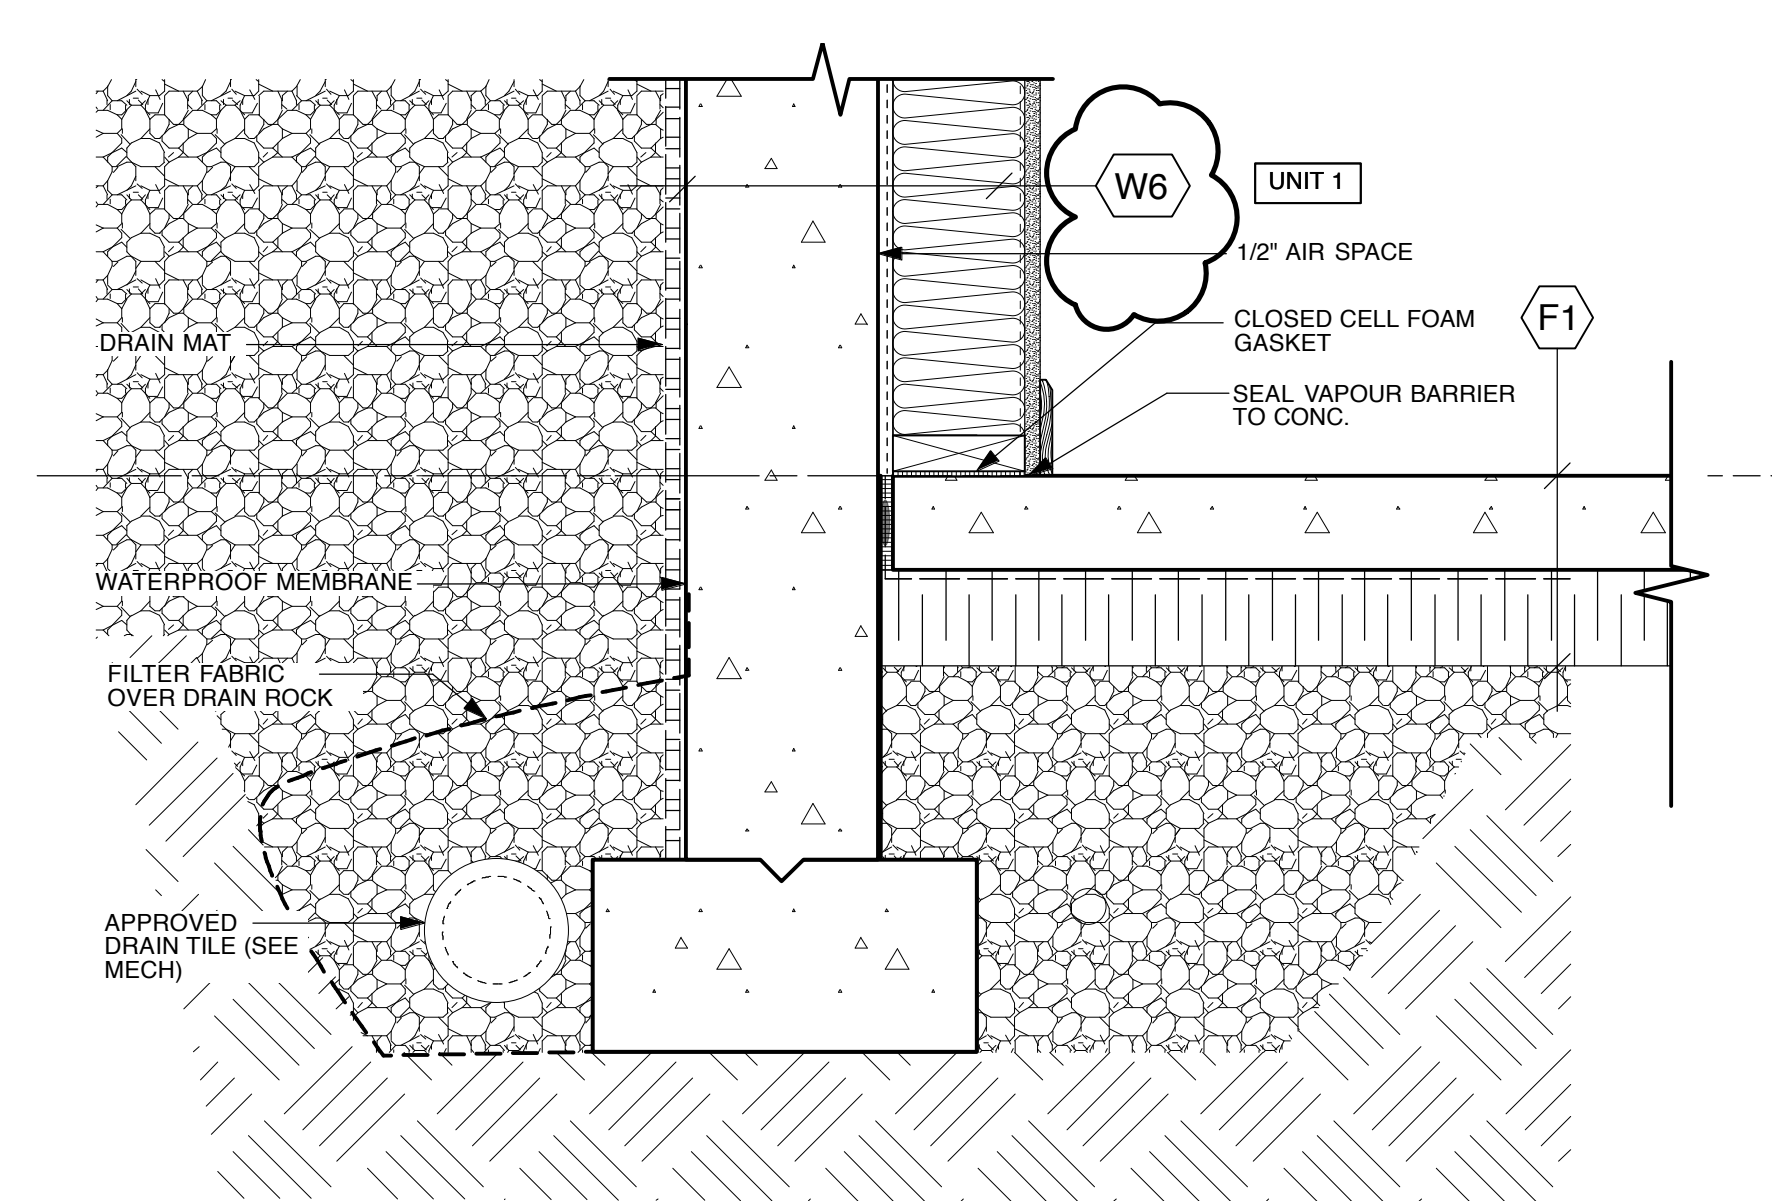 W6
UNIT 1
1/2" AIR SPACE
CLOSED CELL FOAM
GASKET
F1
DRAIN MAT
SEAL VAPOUR BARRIER
TO CONC.
WATERPROOF MEMBRANE
FILTER FABRIC
OVER DRAIN ROCK
APPROVED
DRAIN TILE (SEE
MECH)